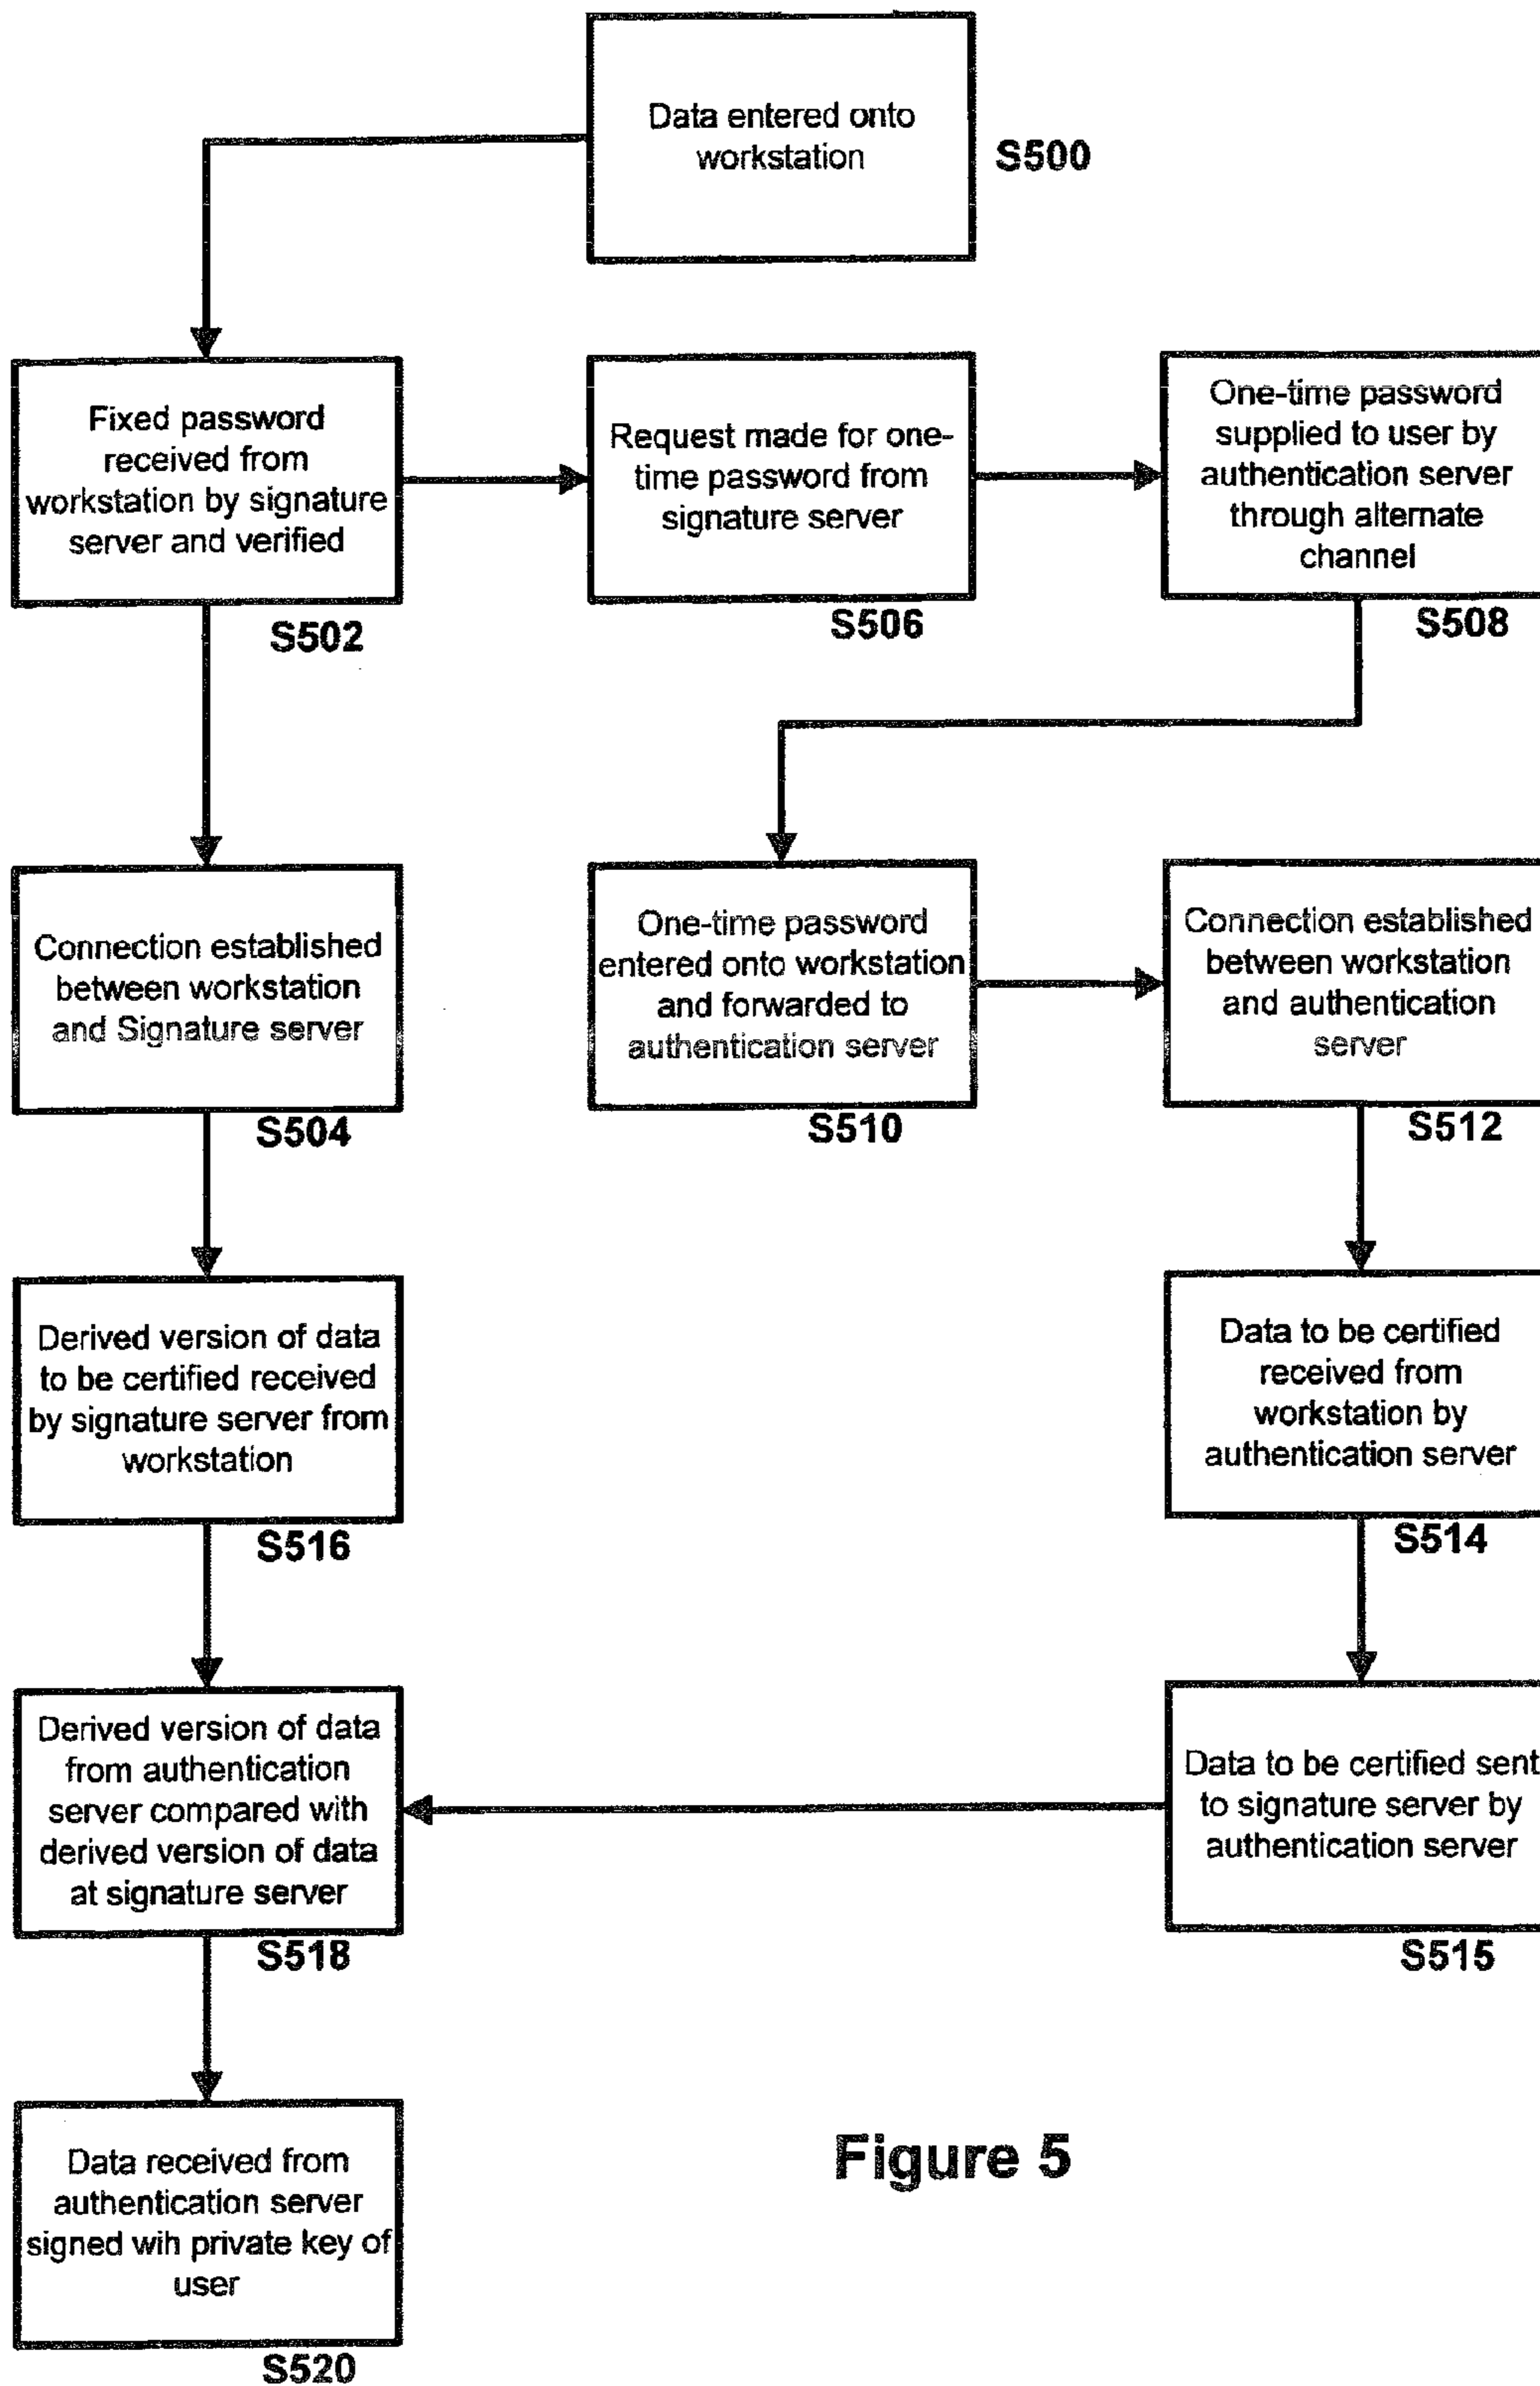 Data entered onto
workstation
S500
Fixed password
received from
workstation by signature
server and verified
S502
Request made for one-
time password from
signature server
S506
One-time password
supplied to user by
authentication server
through alternate
channel
S508
Connection established
between workstation
and Signature server
S504
One-time password
entered onto workstation
and forwarded to
authentication server
S510
Connection established
between workstation
and authentication
server
S512
Derived version of data
to be certified received
by signature server from
workstation
S516
Data to be certified
received from
workstation by
authentication server
S514
Derived version of data
from authentication
server compared with
derived version of data
at signature server
S518
Data to be certified sent
to signature server by
authentication server
S515
Data received from
authentication server
signed wih private key of
user
S520
Figure 5